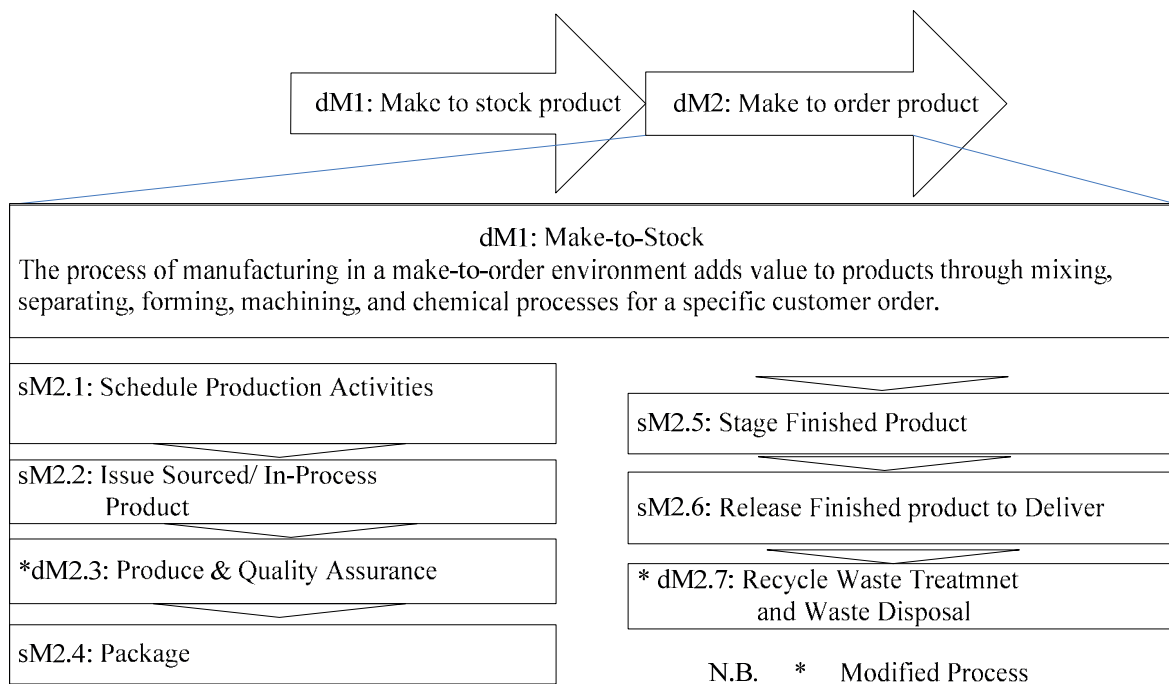 dM1: Make to stock product
dM2: Make to order product
dM1: Make-to-Stock
The process of manufacturing in a make-to-order environment adds value to products through mixing,
separating, forming, machining, and chemical processes for a specific customer order.
sM2.1: Schedule Production Activities
sM2.2: Issue Sourced/ In-Process
Product
*dM2.3: Produce & Quality Assurance
sM2.4: Package
sM2.5: Stage Finished Product
sM2.6: Release Finished product to Deliver
* dM2.7: Recycle Waste Treatmnet
and Waste Disposal
N.B. * Modified Process